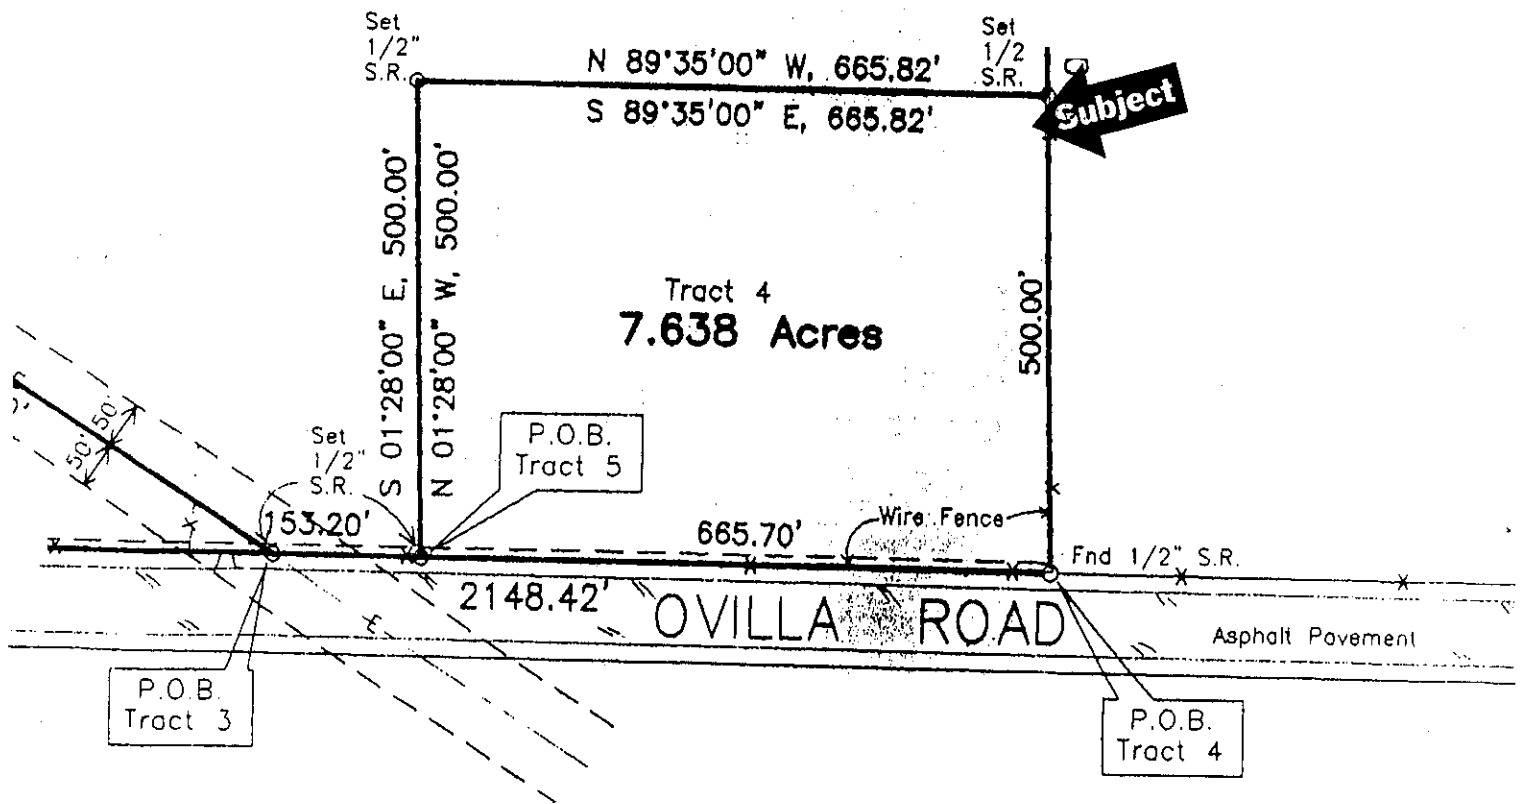 Set
1/2"
S.R.
N 89°35'00" W, 665.82'
S 89°35'00" E, 665.82'
Set
1/2
S.R.
Subject
S 01°28'00" E, 500.00'
N 01°28'00" W, 500.00'
Tract 4
7.638 Acres
500.00'
50'
50'
Set
1/2"
S.R.
P.O.B.
Tract 5
153.20'
665.70'
Wire Fence
Fnd 1/2" S.R.
2148.42'
OVILLA ROAD
Asphalt Pavement
E
P.O.B.
Tract 3
P.O.B.
Tract 4